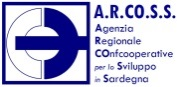 A.R.CO.S.S.
Agenzia
Regionale
COnfcooperative
per lo Sviluppo
in Sardegna